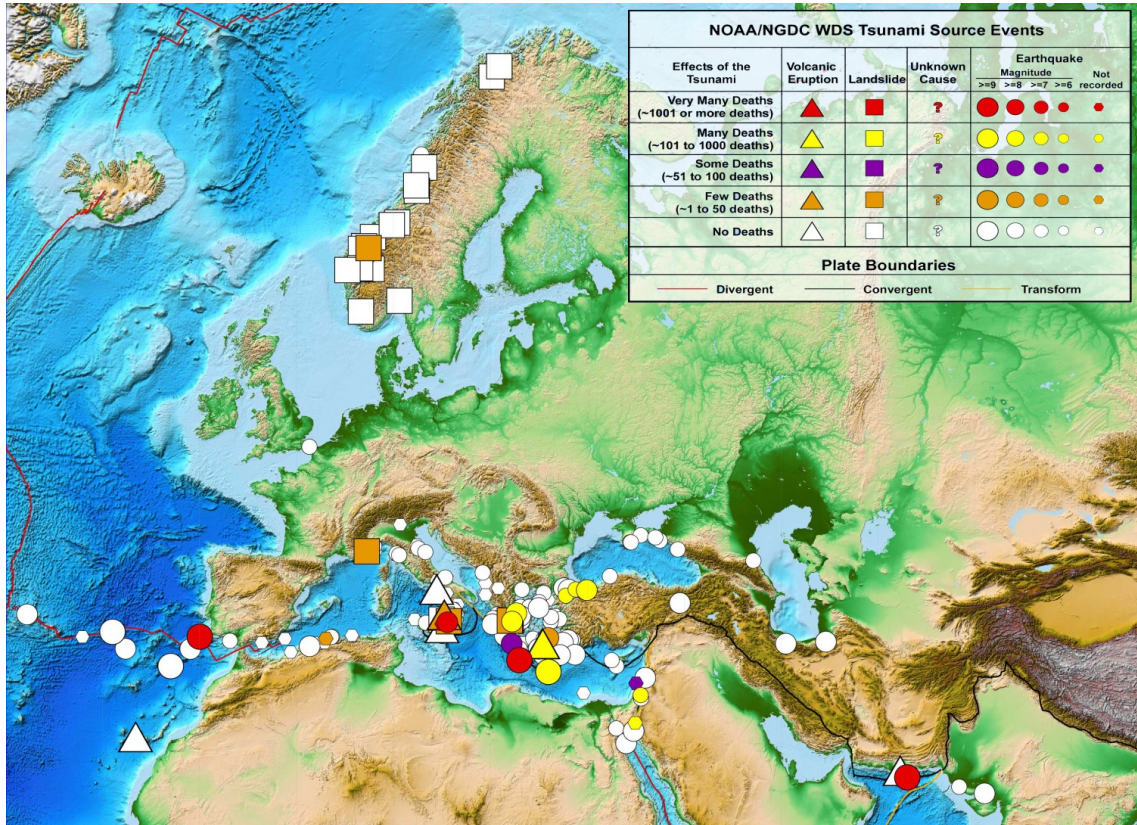 NOAA/NGDC WDS Tsunami Source Events
Effects of the
Tsunami
Volcanic
Eruption
Landslide
Unknown
Cause
Earthquake
Magnitude
>=9 >=8 >=7 >=6
Not
recorded
Very Many Deaths
(~1001 or more deaths)
?
Many Deaths
(~101 to 1000 deaths)
?
Some Deaths
(~51 to 100 deaths)
?
Few Deaths
(~1 to 50 deaths)
?
No Deaths
?
Plate Boundaries
Divergent Convergent Transform